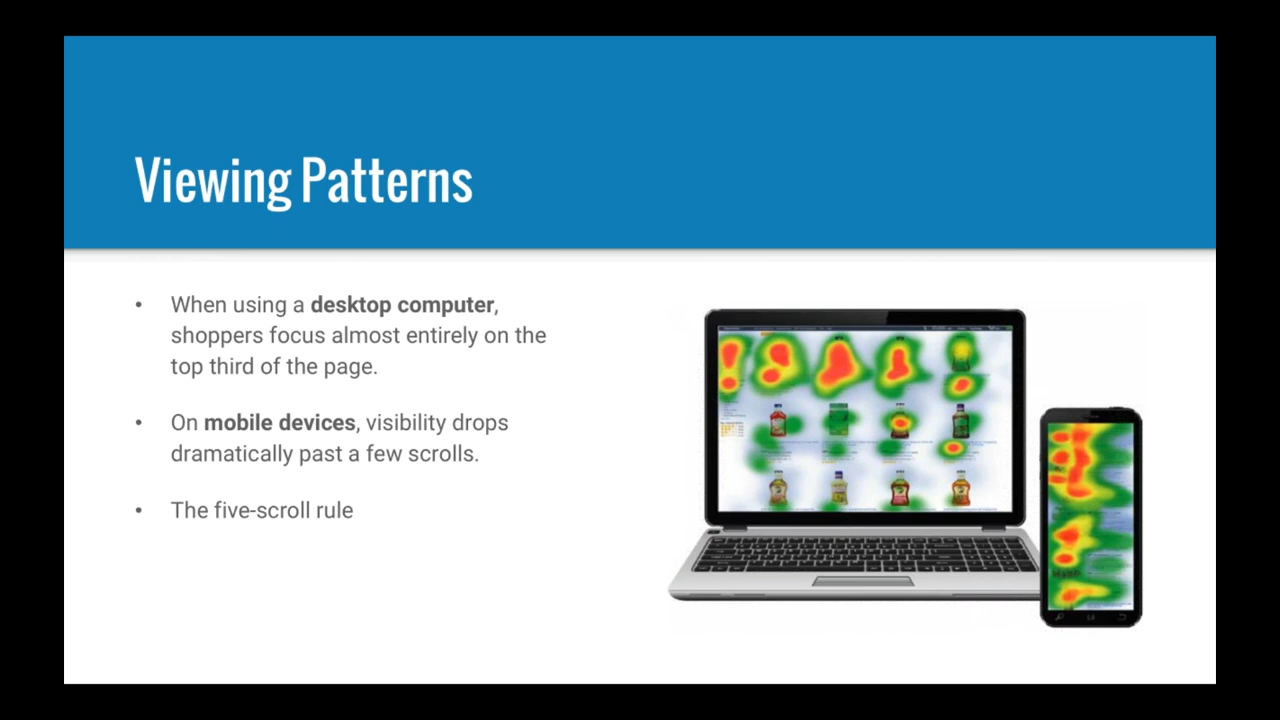 Viewing Patterns
• When using a desktop computer,
shoppers focus almost entirely on the
top third of the page.
• On mobile devices, visibility drops
dramatically past a few scrolls.
• The five-scroll rule